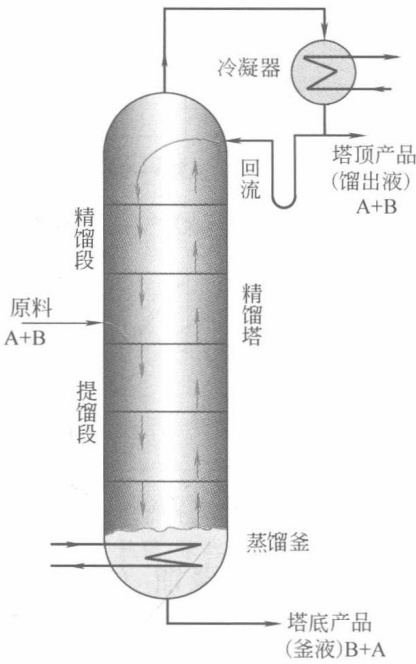 冷凝器
塔顶产品
(馏出液)
A+B
回流
精馏段
精馏塔
原料
A+B
提馏段
蒸馏釜
塔底产品
(釜液)B+A